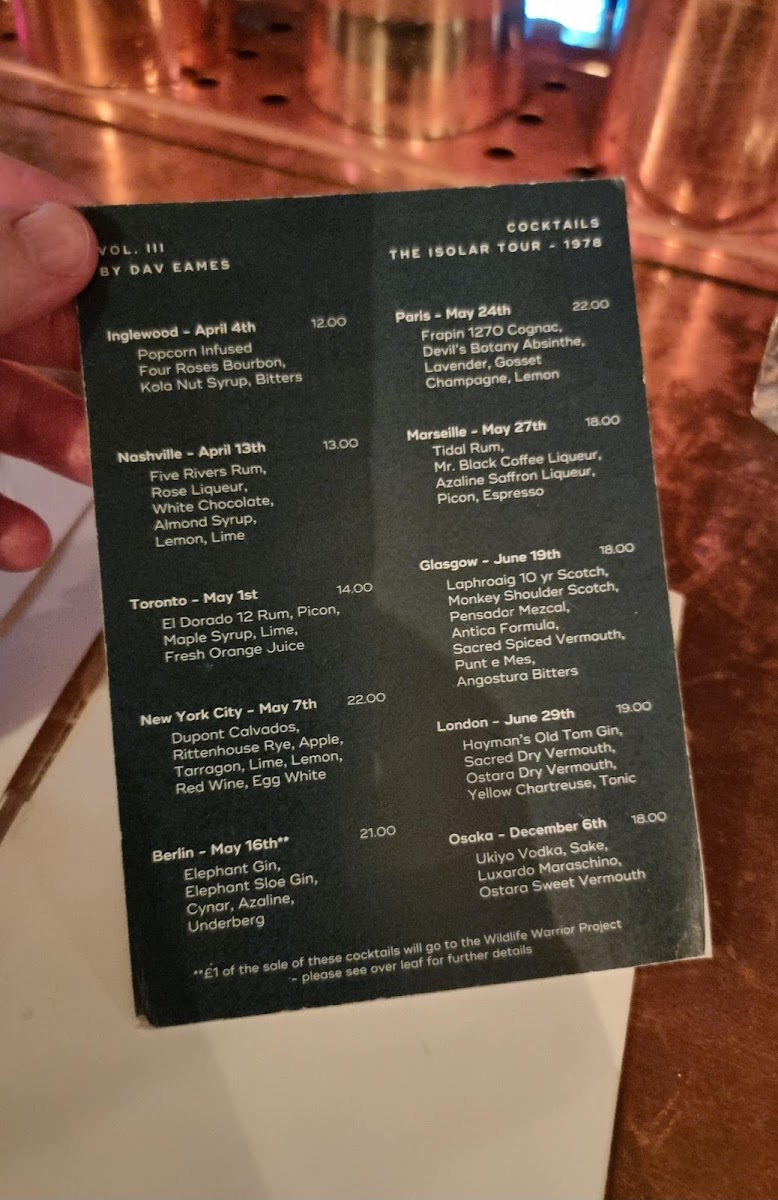 VOL. III
BY DAV EAMES
COCKTAILS
THE ISOLAR TOUR - 1978
Inglewood - April 4th 12.00
Popcorn Infused
Four Roses Bourbon,
Kola Nut Syrup, Bitters
Nashville - April 13th 13.00
Five Rivers Rum,
Rose Liqueur,
White Chocolate,
Almond Syrup,
Lemon, Lime
Toronto - May 1st 14.00
El Dorado 12 Rum, Picon,
Maple Syrup, Lime,
Fresh Orange Juice
New York City - May 7th 22.00
Dupont Calvados,
Rittenhouse Rye, Apple,
Tarragon, Lime, Lemon,
Red Wine, Egg White
Berlin - May 16th** 21.00
Elephant Gin,
Elephant Sloe Gin,
Cynar, Azaline,
Underberg
Paris - May 24th 22.00
Frapin 1270 Cognac,
Devil's Botany Absinthe,
Lavender, Gosset
Champagne, Lemon
Marseille - May 27th 18.00
Tidal Rum,
Mr. Black Coffee Liqueur,
Azaline Saffron Liqueur,
Picon, Espresso
Glasgow - June 19th 18.00
Laphroaig 10 yr Scotch,
Monkey Shoulder Scotch,
Pensador Mezcal,
Antica Formula,
Sacred Spiced Vermouth,
Punt e Mes,
Angostura Bitters
London - June 29th 19.00
Hayman's Old Tom Gin,
Sacred Dry Vermouth,
Ostara Dry Vermouth,
Yellow Chartreuse, Tonic
Osaka - December 6th 18.00
Ukiyo Vodka, Sake,
Luxardo Maraschino,
Ostara Sweet Vermouth
**£1 of the sale of these cocktails will go to the Wildlife Warrior Project
- please see over leaf for further details